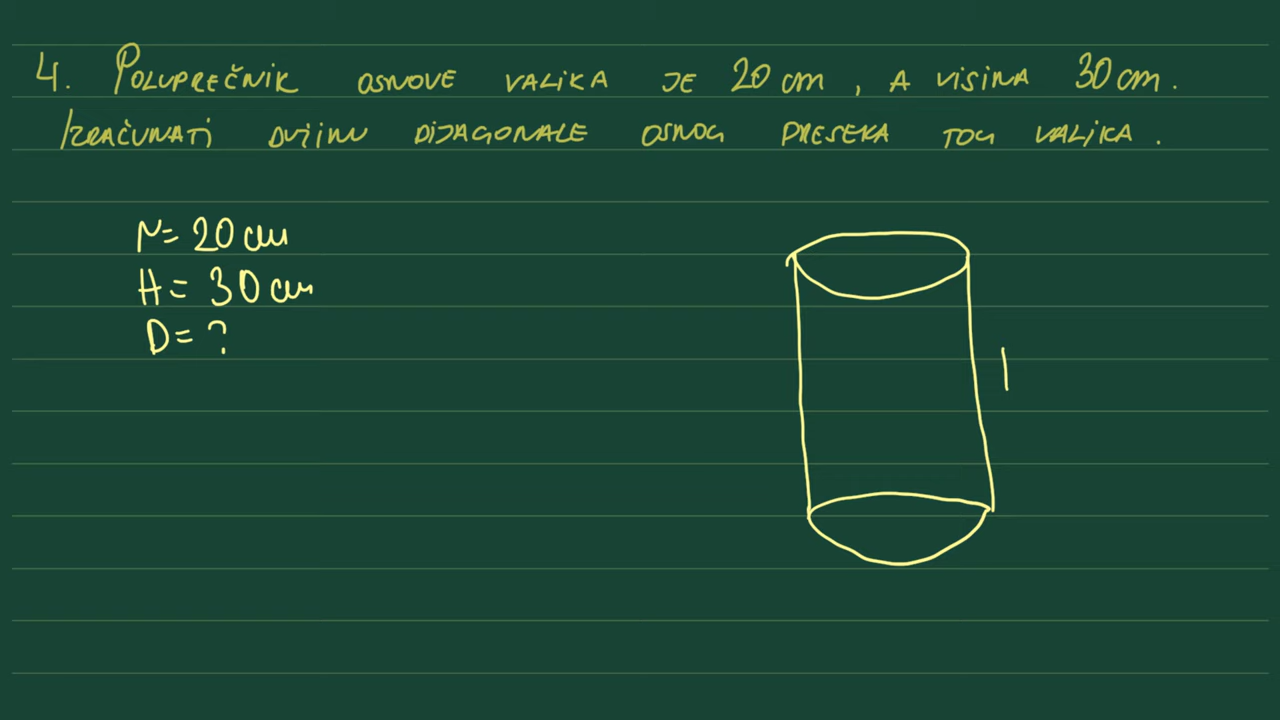 4. POLUPREČNIK OSNOVE VALJKA JE 20 cm, A VISINA 30 cm.
IZRAČUNATI DUŽINU DIJAGONALE OSNOG PRESEKA TOG VALJKA.
r = 20 cm
H = 30 cm
D = ?